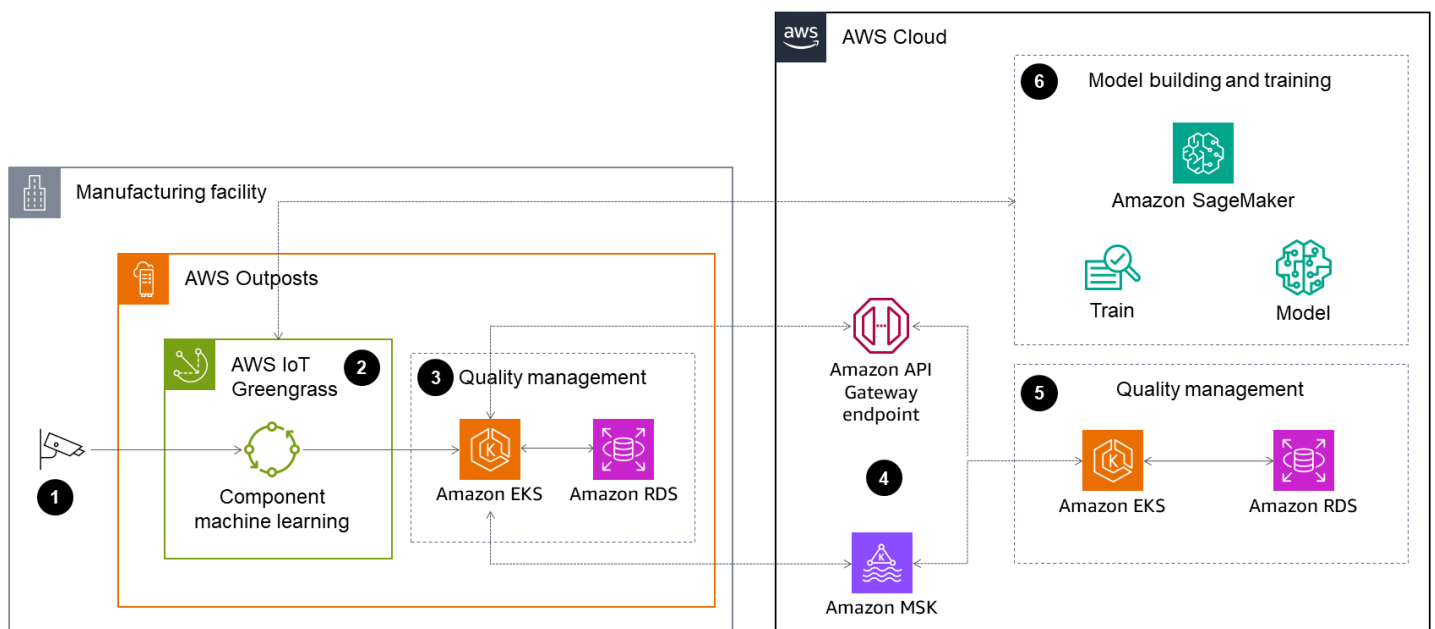 aws
AWS Cloud
6
Model building and training
Amazon SageMaker
Train
Model
Manufacturing facility
AWS Outposts
AWS IoT
Greengrass
2
Component
machine learning
1
3
Quality management
K
Amazon EKS
Amazon RDS
Amazon API
Gateway
endpoint
4
K
Amazon MSK
5
Quality management
K
Amazon EKS
Amazon RDS